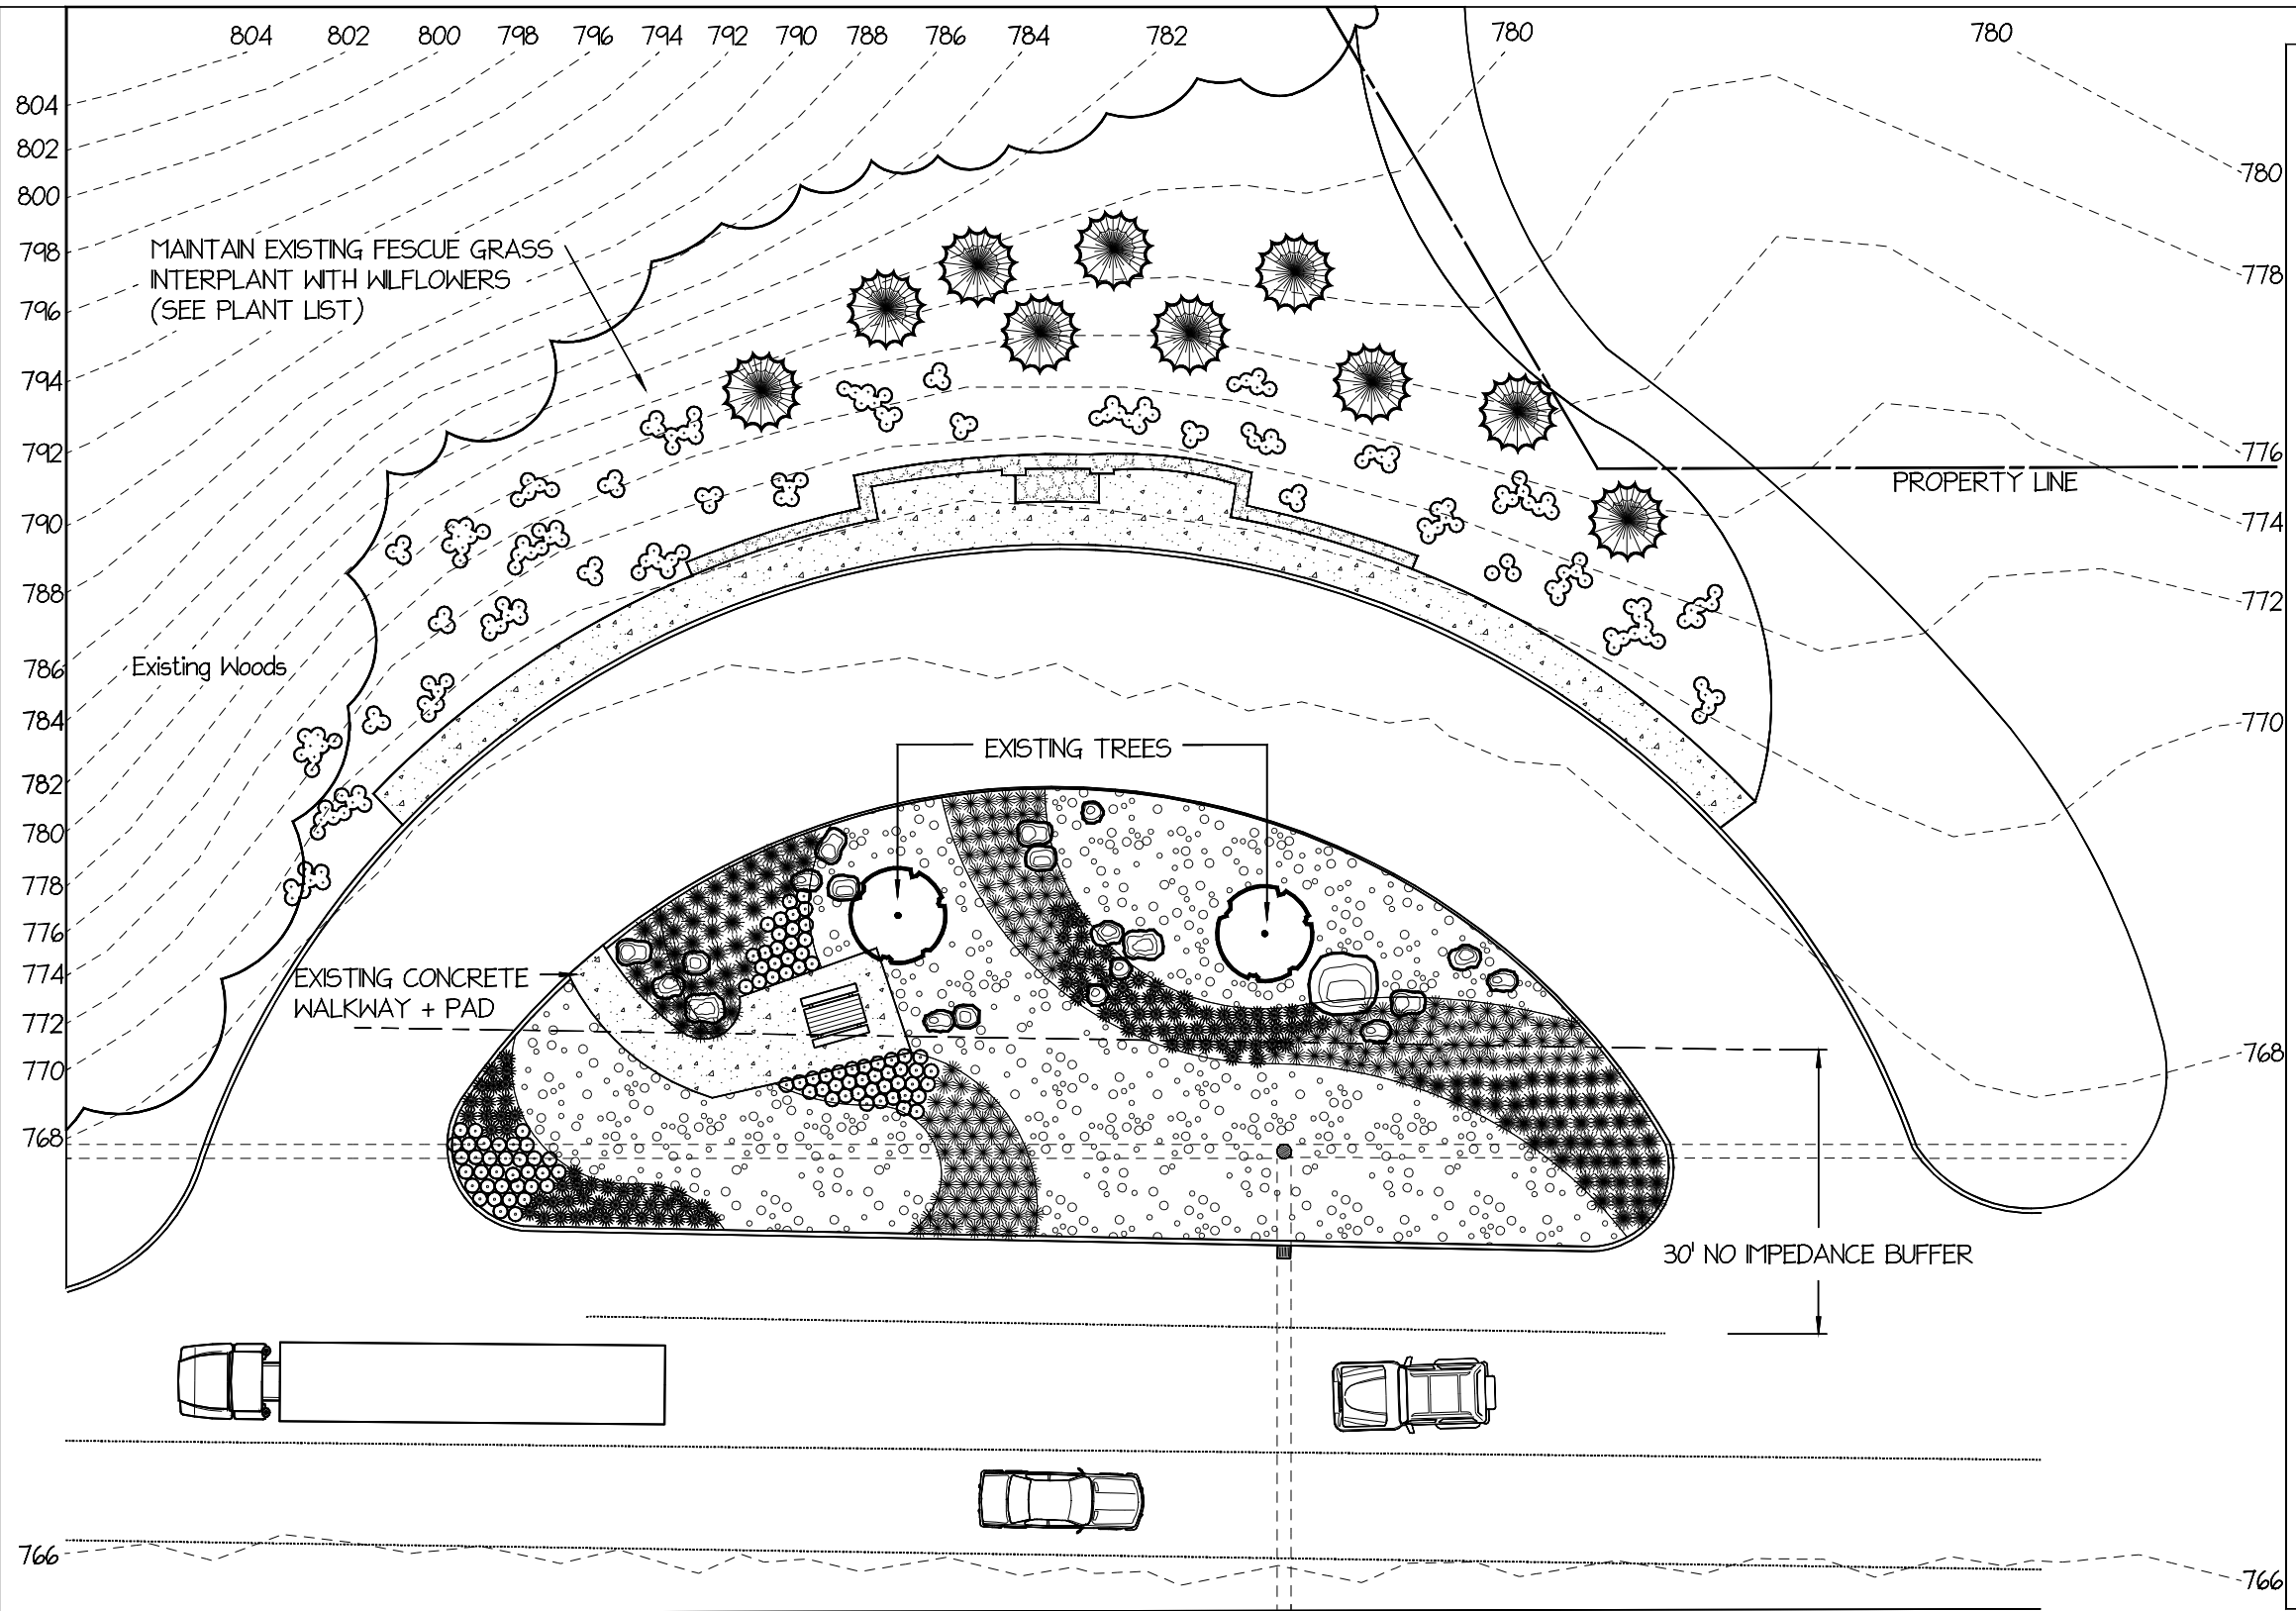 804 802 800 798 796 794 792 790 788 786 784 782 780 780
804
802
800
798
796
794
792
790
788
786
784
782
780
778
776
774
772
770
768
766
MAINTAIN EXISTING FESCUE GRASS
INTERPLANT WITH WILFLOWERS
(SEE PLANT LIST)
Existing Woods
EXISTING TREES
EXISTING CONCRETE
WALKWAY + PAD
PROPERTY LINE
30' NO IMPEDANCE BUFFER
780
778
776
774
772
770
768
766